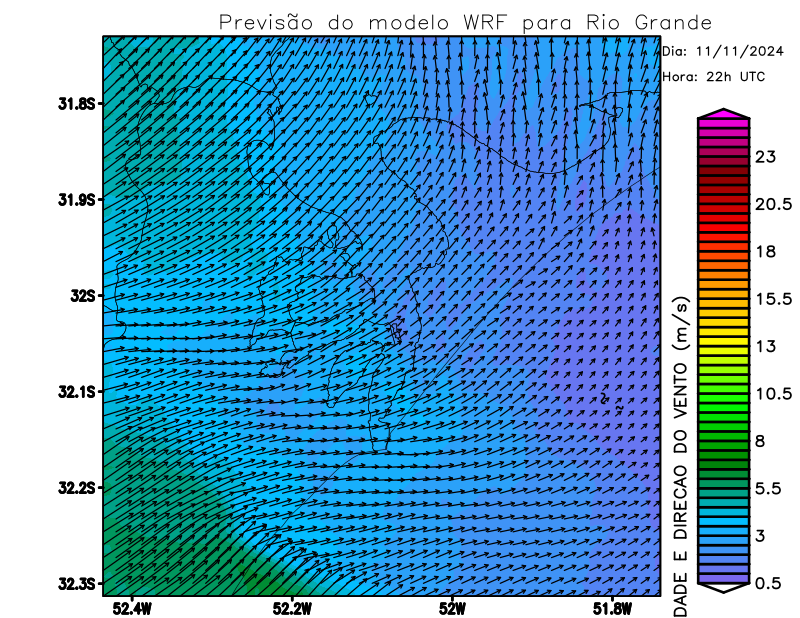 Previsão do modelo WRF para Rio Grande
Dia: 11/11/2024
Hora: 22h UTC
31.8S
31.9S
32S
32.1S
32.2S
32.3S
52.4W
52.2W
52W
51.8W
23
20.5
18
15.5
13
10.5
8
5.5
3
0.5
DADE E DIRECAO DO VENTO (m/s)